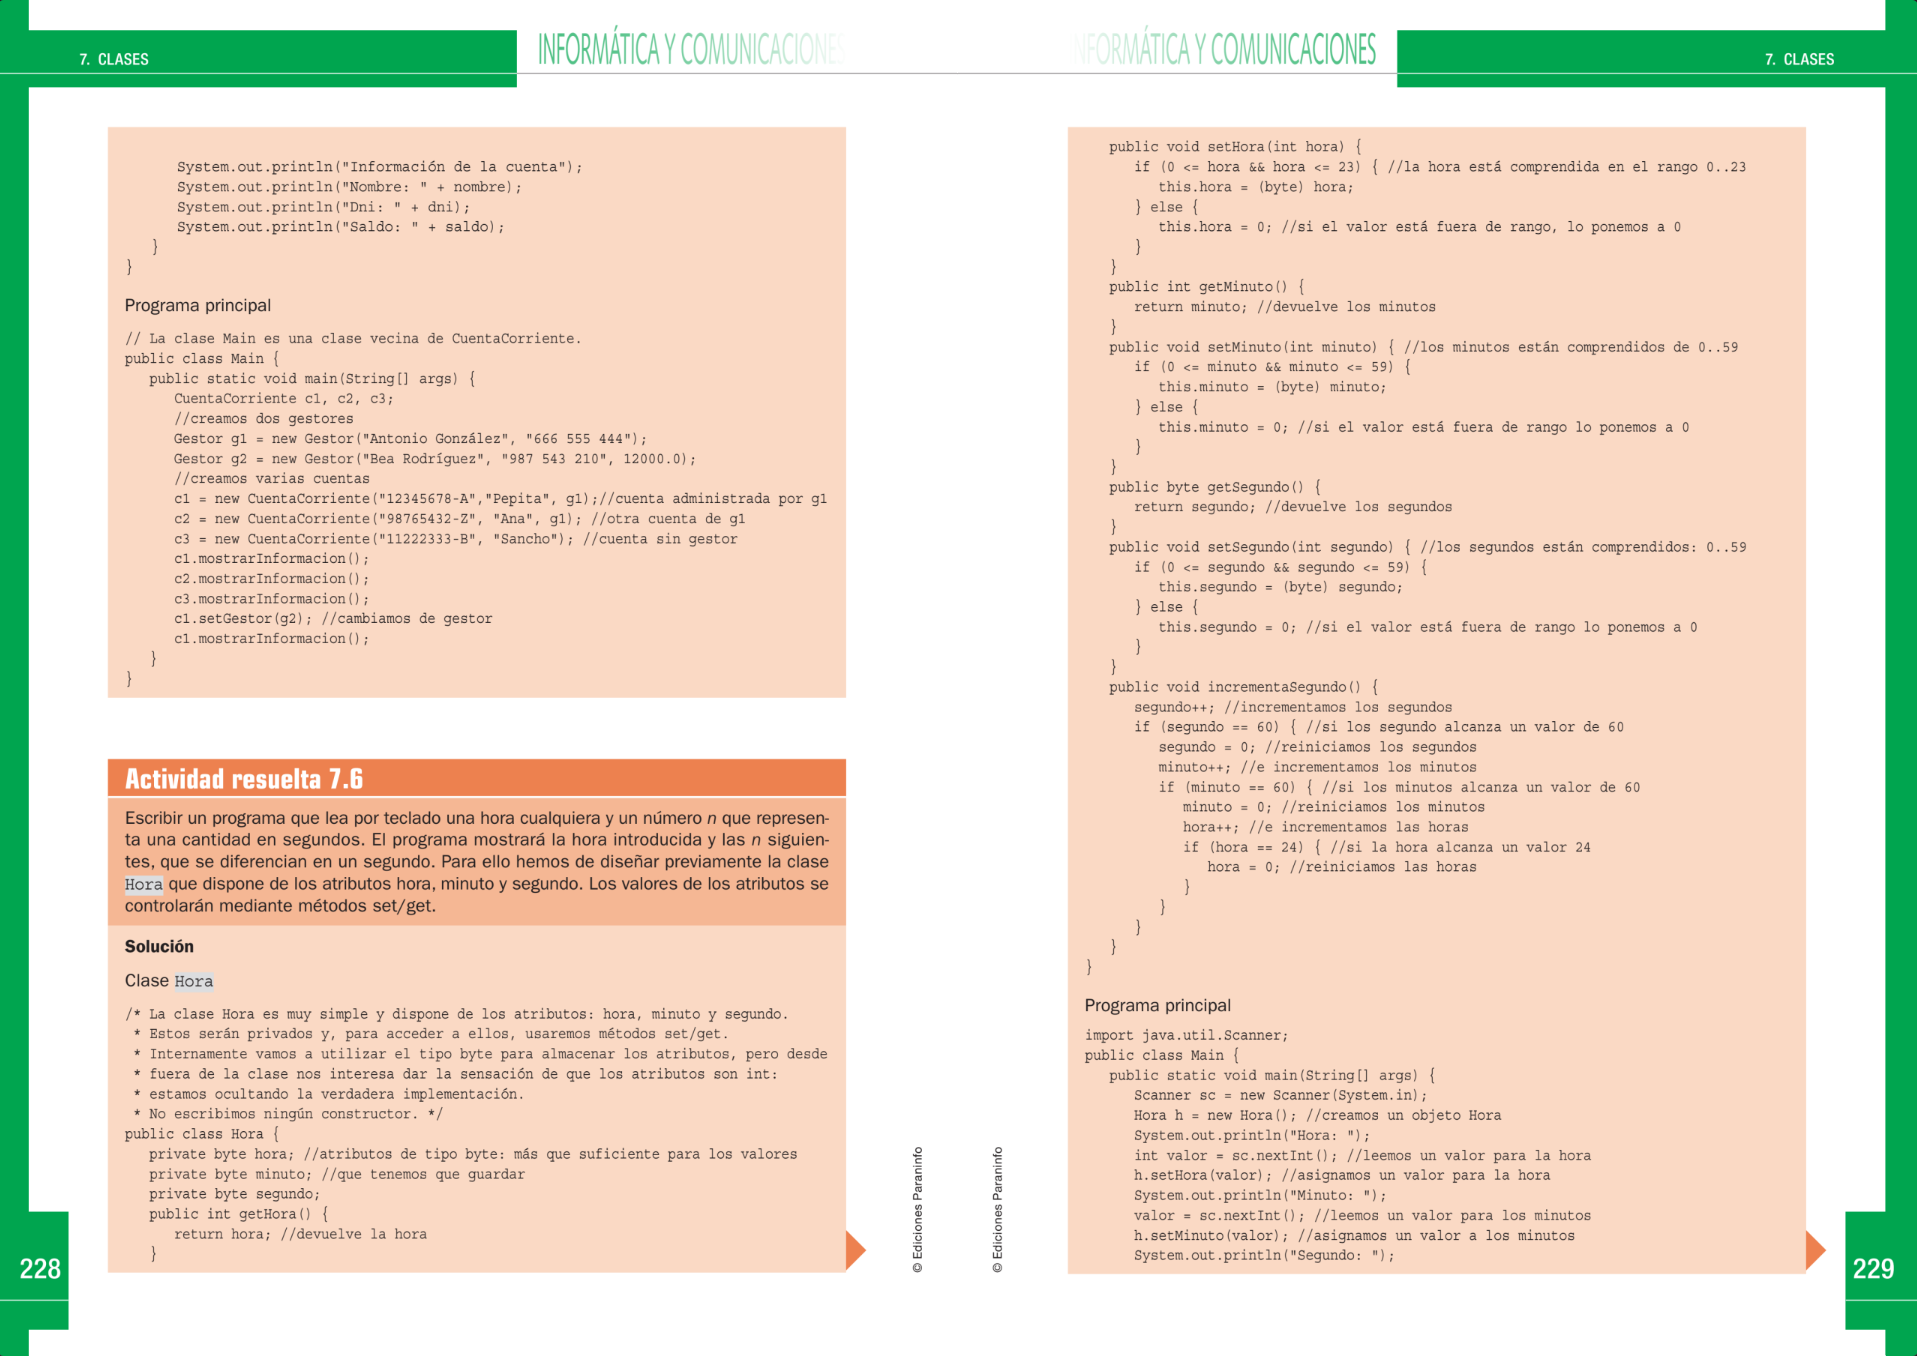 7. CLASES
INFORMÁTICA Y COMUNICACIONES
System.out.println("Información de la cuenta");
System.out.println("Nombre: " + nombre);
System.out.println("Dni: " + dni);
System.out.println("Saldo: " + saldo);
}
}
Programa principal
// La clase Main es una clase vecina de CuentaCorriente.
public class Main {
public static void main(String[] args) {
CuentaCorriente c1, c2, c3;
//creamos dos gestores
Gestor g1 = new Gestor("Antonio González", "666 555 444");
Gestor g2 = new Gestor("Bea Rodríguez", "987 543 210", 12000.0);
//creamos varias cuentas
c1 = new CuentaCorriente("12345678-A","Pepita", g1);//cuenta administrada por g1
c2 = new CuentaCorriente("98765432-Z", "Ana", g1); //otra cuenta de g1
c3 = new CuentaCorriente("11222333-B", "Sancho"); //cuenta sin gestor
c1.mostrarInformacion();
c2.mostrarInformacion();
c3.mostrarInformacion();
c1.setGestor(g2); //cambiamos de gestor
c1.mostrarInformacion();
}
}
Actividad resuelta 7.6
Escribir un programa que lea por teclado una hora cualquiera y un número n que represen-
ta una cantidad en segundos. El programa mostrará la hora introducida y las n siguien-
tes, que se diferencian en un segundo. Para ello hemos de diseñar previamente la clase
Hora que dispone de los atributos hora, minuto y segundo. Los valores de los atributos se
controlarán mediante métodos set/get.
Solución
Clase Hora
/* La clase Hora es muy simple y dispone de los atributos: hora, minuto y segundo.
* Estos serán privados y, para acceder a ellos, usaremos métodos set/get.
* Internamente vamos a utilizar el tipo byte para almacenar los atributos, pero desde
* fuera de la clase nos interesa dar la sensación de que los atributos son int:
* estamos ocultando la verdadera implementación.
* No escribimos ningún constructor. */
public class Hora {
private byte hora; //atributos de tipo byte: más que suficiente para los valores
private byte minuto; //que tenemos que guardar
private byte segundo;
public int getHora() {
return hora; //devuelve la hora
}
© Ediciones Paraninfo
228
INFORMÁTICA Y COMUNICACIONES
7. CLASES
public void setHora(int hora) {
if (0 <= hora && hora <= 23) { //la hora está comprendida en el rango 0..23
this.hora = (byte) hora;
} else {
this.hora = 0; //si el valor está fuera de rango, lo ponemos a 0
}
}
public int getMinuto() {
return minuto; //devuelve los minutos
}
public void setMinuto(int minuto) { //los minutos están comprendidos de 0..59
if (0 <= minuto && minuto <= 59) {
this.minuto = (byte) minuto;
} else {
this.minuto = 0; //si el valor está fuera de rango lo ponemos a 0
}
}
public byte getSegundo() {
return segundo; //devuelve los segundos
}
public void setSegundo(int segundo) { //los segundos están comprendidos: 0..59
if (0 <= segundo && segundo <= 59) {
this.segundo = (byte) segundo;
} else {
this.segundo = 0; //si el valor está fuera de rango lo ponemos a 0
}
}
public void incrementaSegundo() {
segundo++; //incrementamos los segundos
if (segundo == 60) { //si los segundo alcanza un valor de 60
segundo = 0; //reiniciamos los segundos
minuto++; //e incrementamos los minutos
if (minuto == 60) { //si los minutos alcanza un valor de 60
minuto = 0; //reiniciamos los minutos
hora++; //e incrementamos las horas
if (hora == 24) { //si la hora alcanza un valor 24
hora = 0; //reiniciamos las horas
}
}
}
}
}
Programa principal
import java.util.Scanner;
public class Main {
public static void main(String[] args) {
Scanner sc = new Scanner(System.in);
Hora h = new Hora(); //creamos un objeto Hora
System.out.println("Hora: ");
int valor = sc.nextInt(); //leemos un valor para la hora
h.setHora(valor); //asignamos un valor para la hora
System.out.println("Minuto: ");
valor = sc.nextInt(); //leemos un valor para los minutos
h.setMinuto(valor); //asignamos un valor a los minutos
System.out.println("Segundo: ");
© Ediciones Paraninfo
229